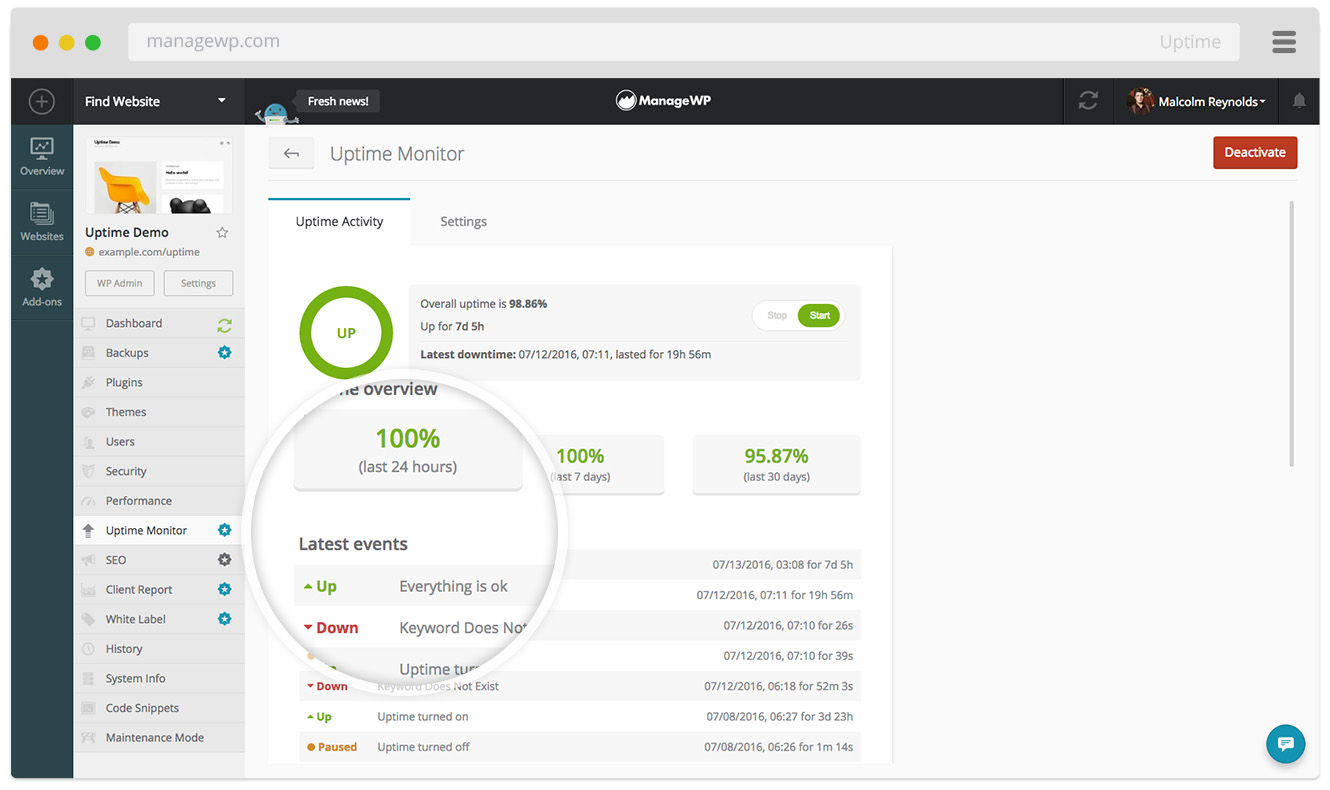 managewp.com
Uptime
Find Website
Fresh news!
ManageWP
Malcolm Reynolds
Overview
Websites
Add-ons
Uptime Demo
Uptime Demo
example.com/uptime
WP Admin
Settings
Dashboard
Backups
Plugins
Themes
Users
Security
Performance
Uptime Monitor
SEO
Client Report
White Label
History
System Info
Code Snippets
Maintenance Mode
Uptime Monitor
Deactivate
Uptime Activity
Settings
UP
Overall uptime is 98.86%
Up for 7d 5h
Stop
Start
Latest downtime: 07/12/2016, 07:11, lasted for 19h 56m
overview
100%
(last 24 hours)
100%
(last 7 days)
95.87%
(last 30 days)
Latest events
Up Everything is ok 07/13/2016, 03:08 for 7d 5h
Down Keyword Does Not 07/12/2016, 07:11 for 19h 56m
07/12/2016, 07:10 for 26s
Uptime 07/12/2016, 07:10 for 39s
Down Keyword Does Not Exist 07/12/2016, 06:18 for 52m 3s
Up Uptime turned on 07/08/2016, 06:27 for 3d 23h
Paused Uptime turned off 07/08/2016, 06:26 for 1m 14s